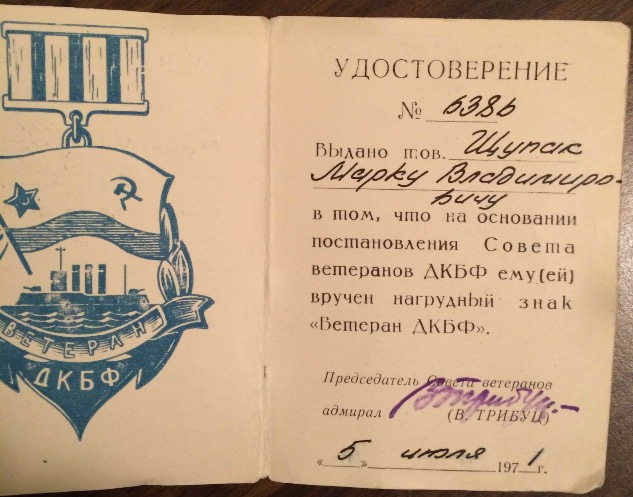 ВЕТЕРАН
ДКБФ
УДОСТОВЕРЕНИЕ
№ 6386
Выдано тов. Щупак
Марку Владимиро-
вичу
в том, что на основании
постановления Совета
ветеранов ДКБФ ему(ей)
вручен нагрудный знак
«Ветеран ДКБФ».
Председатель Совета ветеранов
адмирал (В. ТРИБУЦ)
«5» июля 1971 г.